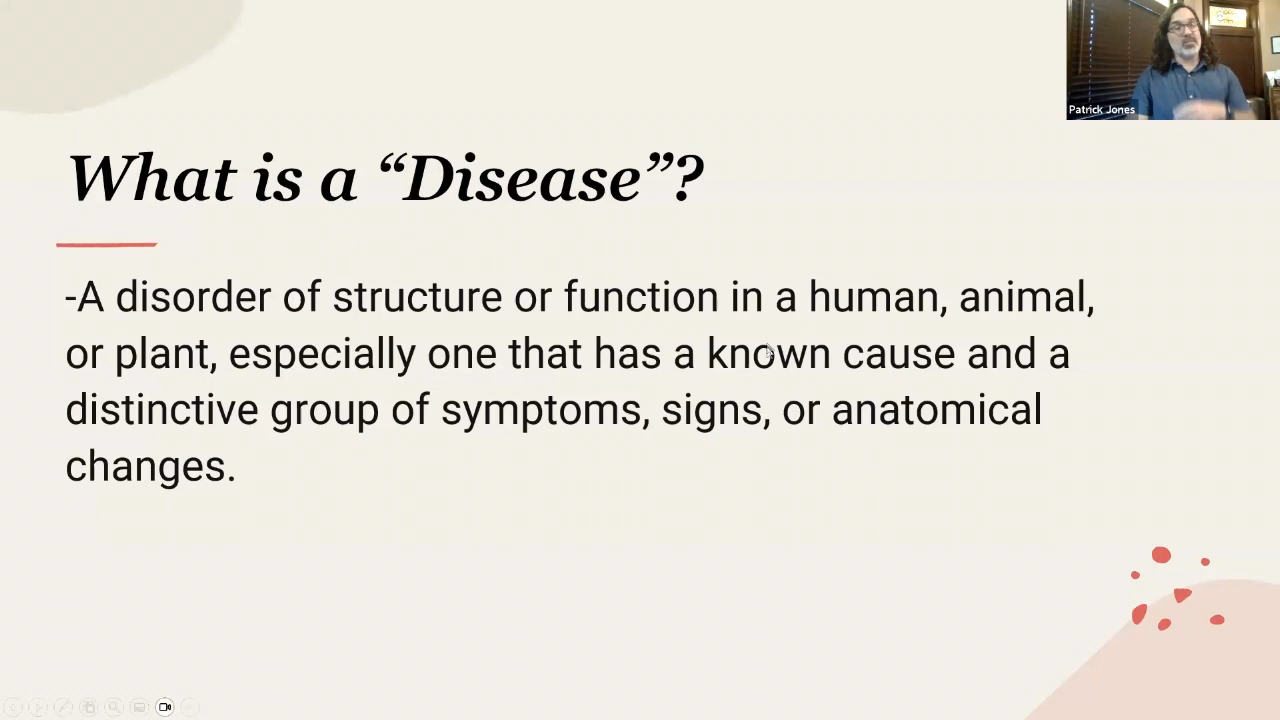 Patrick Jones
What is a “Disease”?
-A disorder of structure or function in a human, animal,
or plant, especially one that has a known cause and a
distinctive group of symptoms, signs, or anatomical
changes.